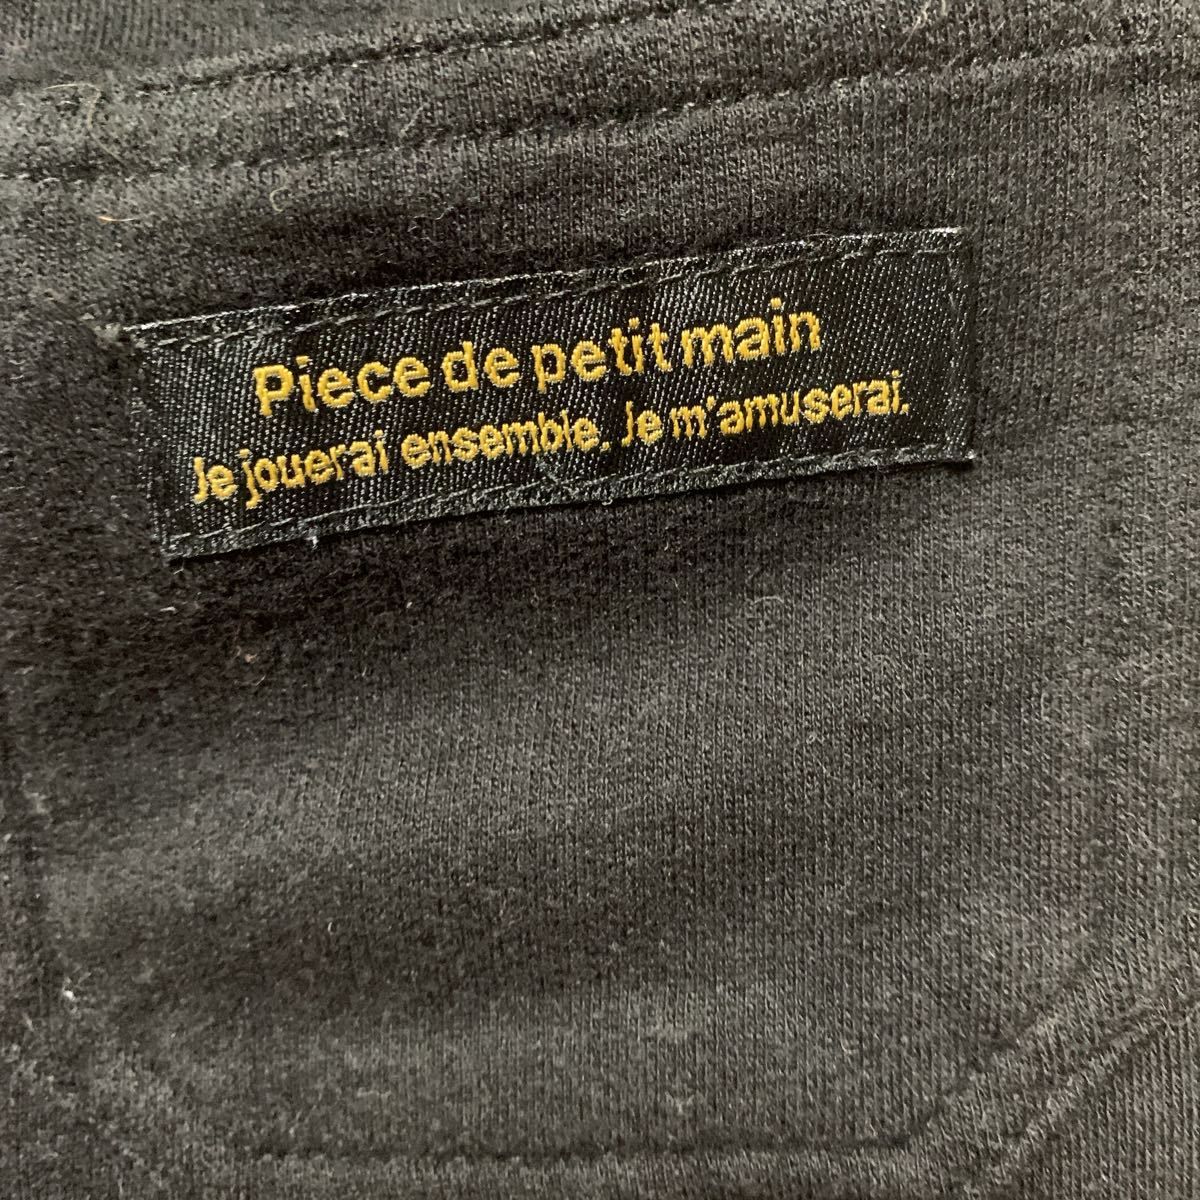 Piece de petit main
Je jouerai ensemble. Je m'amuserai.